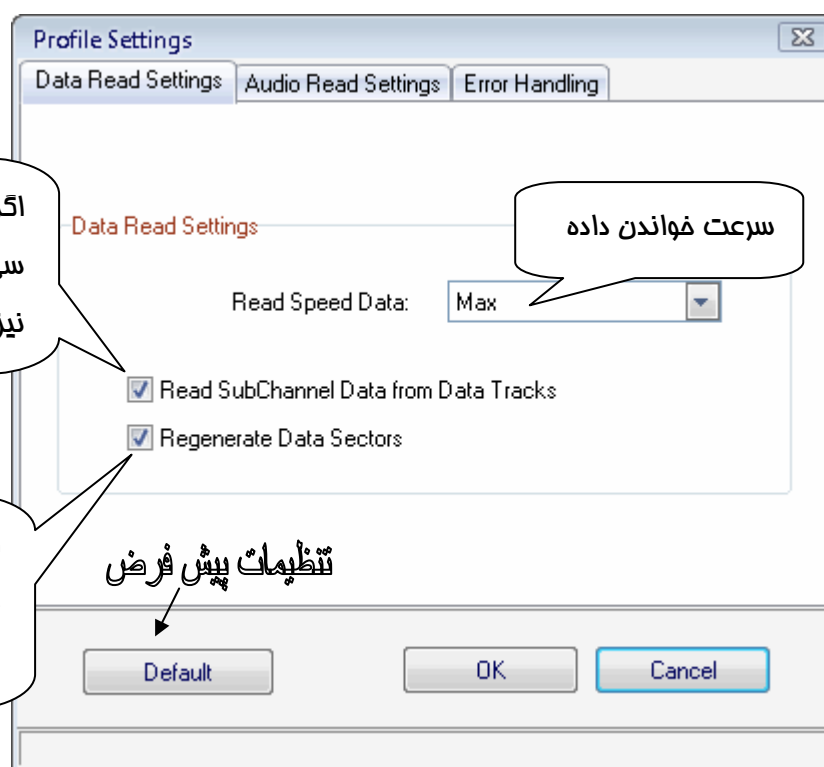 Profile Settings
Data Read Settings Audio Read Settings Error Handling
Data Read Settings
سرعت خواندن داده
Read Speed Data: Max
Read SubChannel Data from Data Tracks
Regenerate Data Sectors
تنظیمات پیش فرض
Default OK Cancel